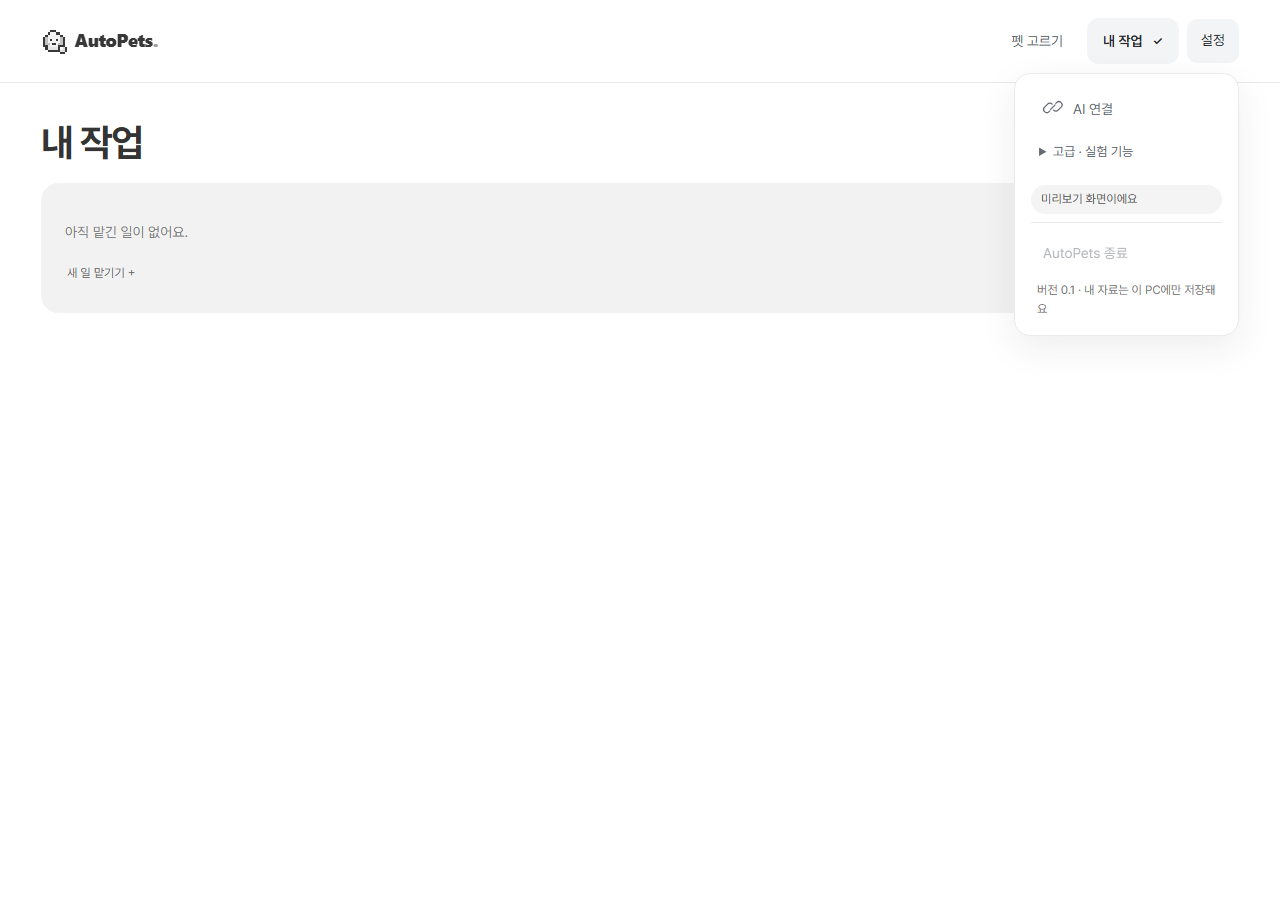 AutoPets.
펫 고르기
내 작업 ✓
설정
AI 연결
▶ 고급 · 실험 기능
미리보기 화면이에요
AutoPets 종료
버전 0.1 · 내 자료는 이 PC에만 저장돼
요
내 작업
아직 맡긴 일이 없어요.
새 일 맡기기 +